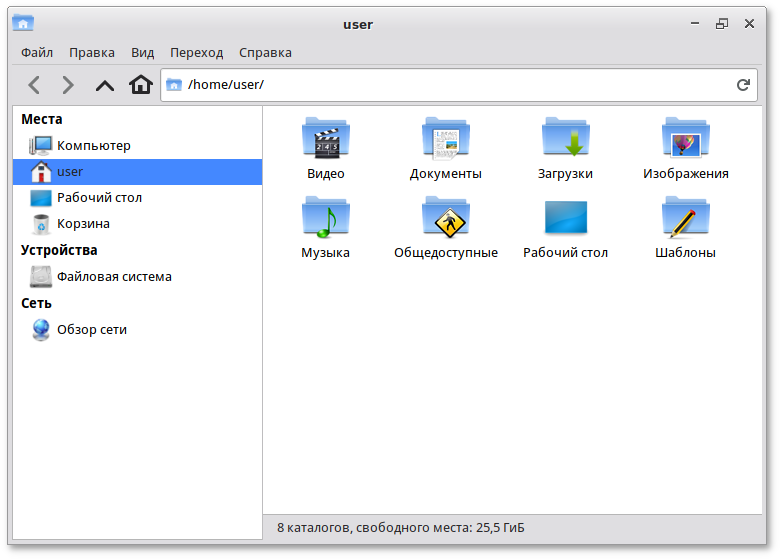 user
Файл Правка Вид Переход Справка
/home/user/
Места
Компьютер
user
Рабочий стол
Корзина
Устройства
Файловая система
Сеть
Обзор сети
Видео Документы Загрузки Изображения
Музыка Общедоступные Рабочий стол Шаблоны
8 каталогов, свободного места: 25,5 ГиБ